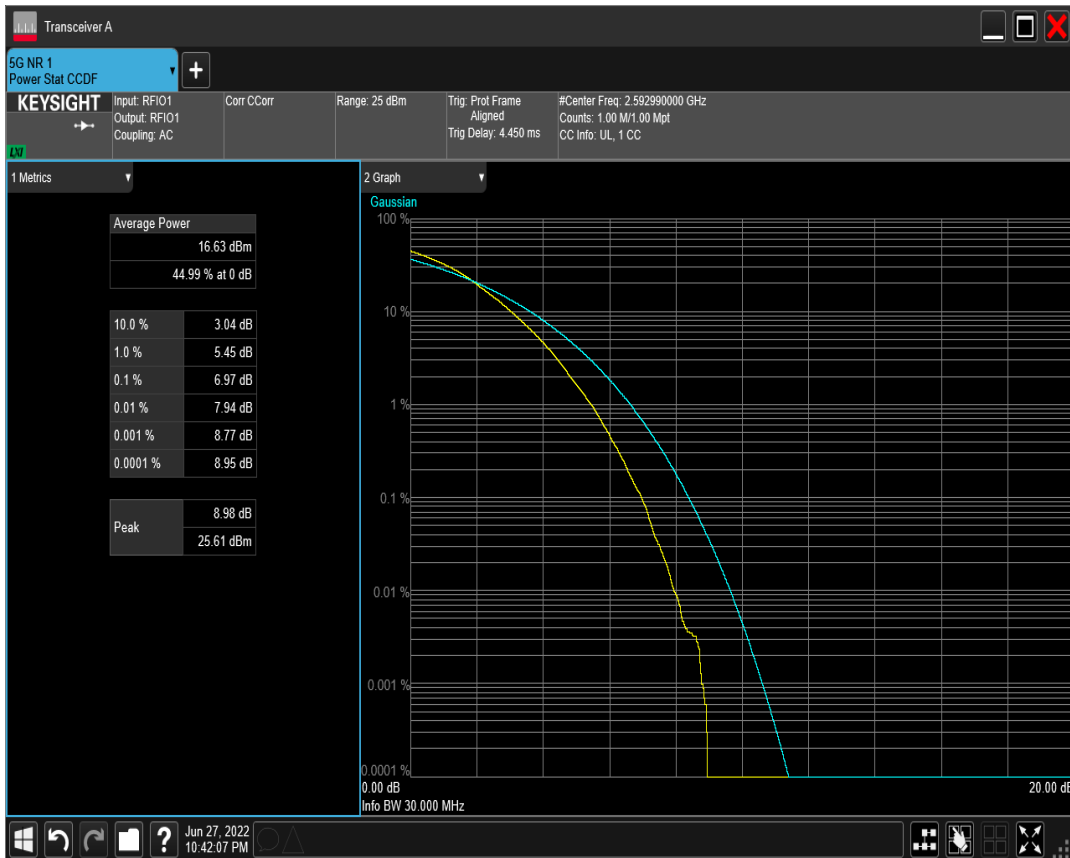 Transceiver A
5G NR 1
Power Stat CCDF
+
KEYSIGHT
LXI
Input: RFIO1
Output: RFIO1
Coupling: AC
Corr CCorr
Range: 25 dBm
Trig: Prot Frame
Aligned
Trig Delay: 4.450 ms
#Center Freq: 2.592990000 GHz
Counts: 1.00 M/1.00 Mpt
CC Info: UL, 1 CC
1 Metrics
Average Power
16.63 dBm
44.99 % at 0 dB
10.0 % 3.04 dB
1.0 % 5.45 dB
0.1 % 6.97 dB
0.01 % 7.94 dB
0.001 % 8.77 dB
0.0001 % 8.95 dB
Peak
8.98 dB
25.61 dBm
2 Graph
Gaussian
100 %
10 %
1 %
0.1 %
0.01 %
0.001 %
0.0001 %
0.00 dB 20.00 dB
Info BW 30.000 MHz
?
Jun 27, 2022
10:42:07 PM